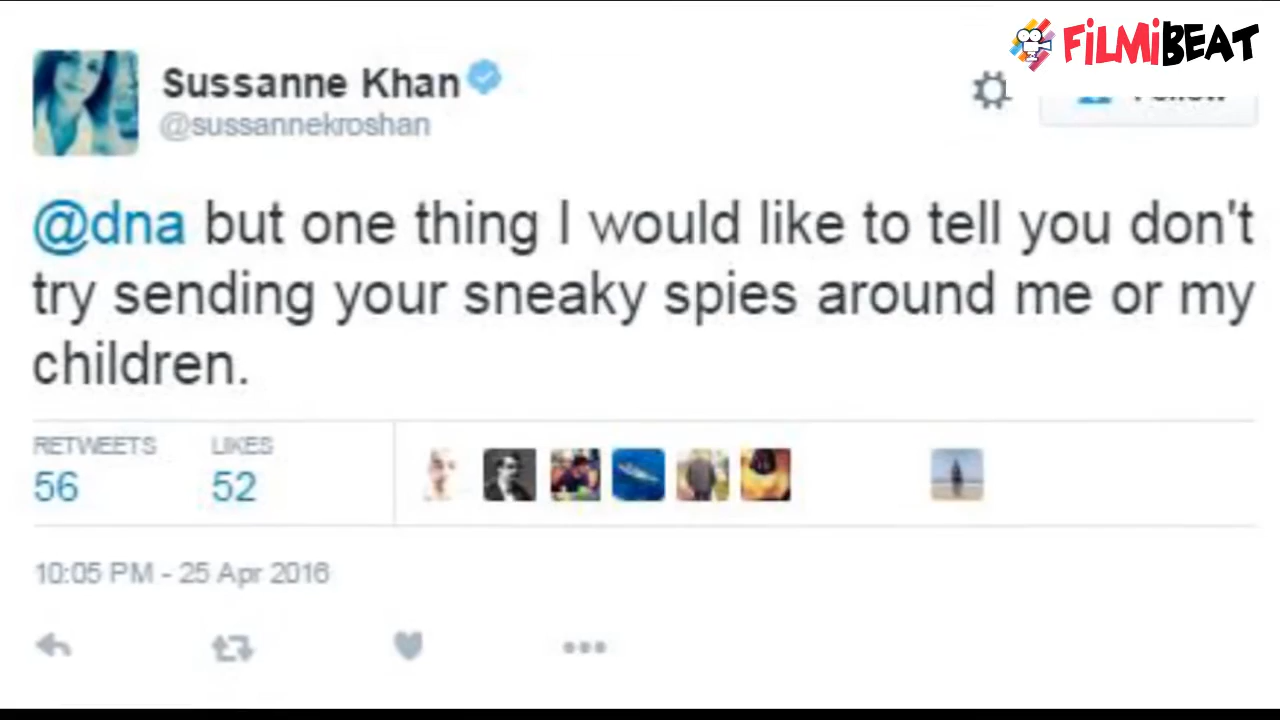 FiLMiBEAT
Sussanne Khan
@sussannekroshan
Follow
@dna but one thing I would like to tell you don't
try sending your sneaky spies around me or my
children.
RETWEETS LIKES
56 52
10:05 PM - 25 Apr 2016